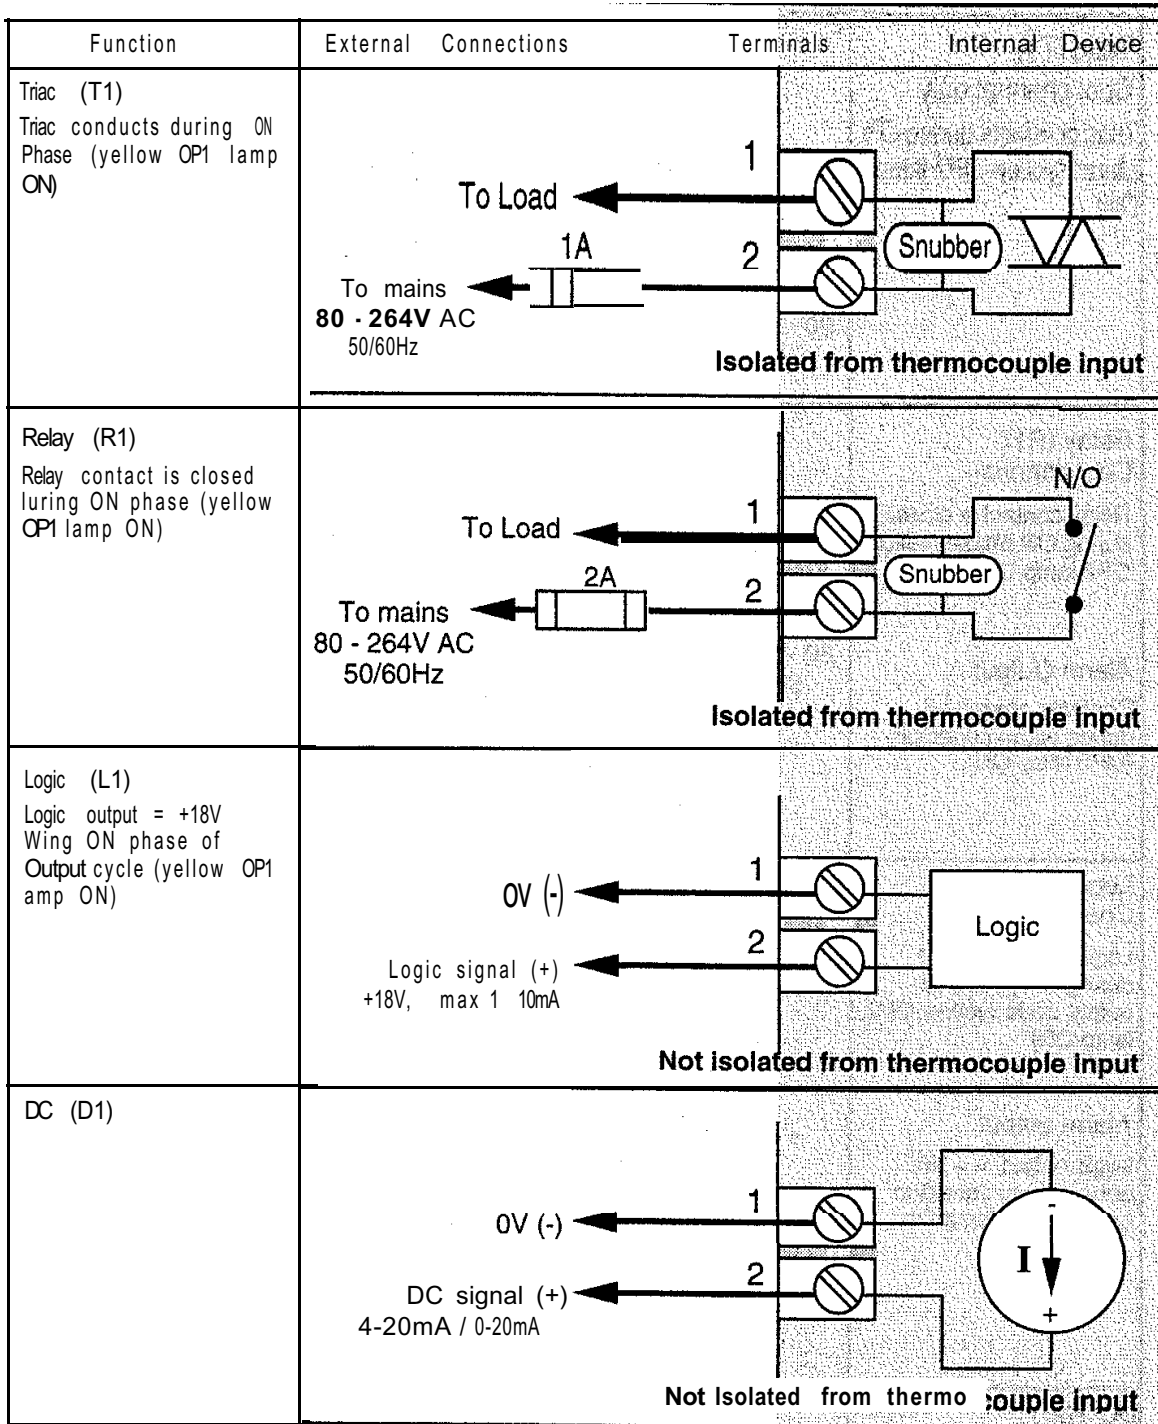 Function External Connections Terminals Internal Device
Triac (T1)
Triac conducts during ON
Phase (yellow OP1 lamp
ON)
1
To Load
Snubber
1A
2
To mains
80 - 264V AC
50/60Hz
Isolated from thermocouple input
Relay (R1)
Relay contact is closed
luring ON phase (yellow
OP1 lamp ON)
N/O
1
To Load
Snubber
2A
2
To mains
80 - 264V AC
50/60Hz
Isolated from thermocouple input
Logic (L1)
Logic output = +18V
Wing ON phase of
Output cycle (yellow OP1
amp ON)
1
0V (-)
Logic
2
Logic signal (+)
+18V, max 1 10mA
Not isolated from thermocouple input
DC (D1)
1
0V (-)
-
I
+
2
DC signal (+)
4-20mA / 0-20mA
Not Isolated from thermo couple input